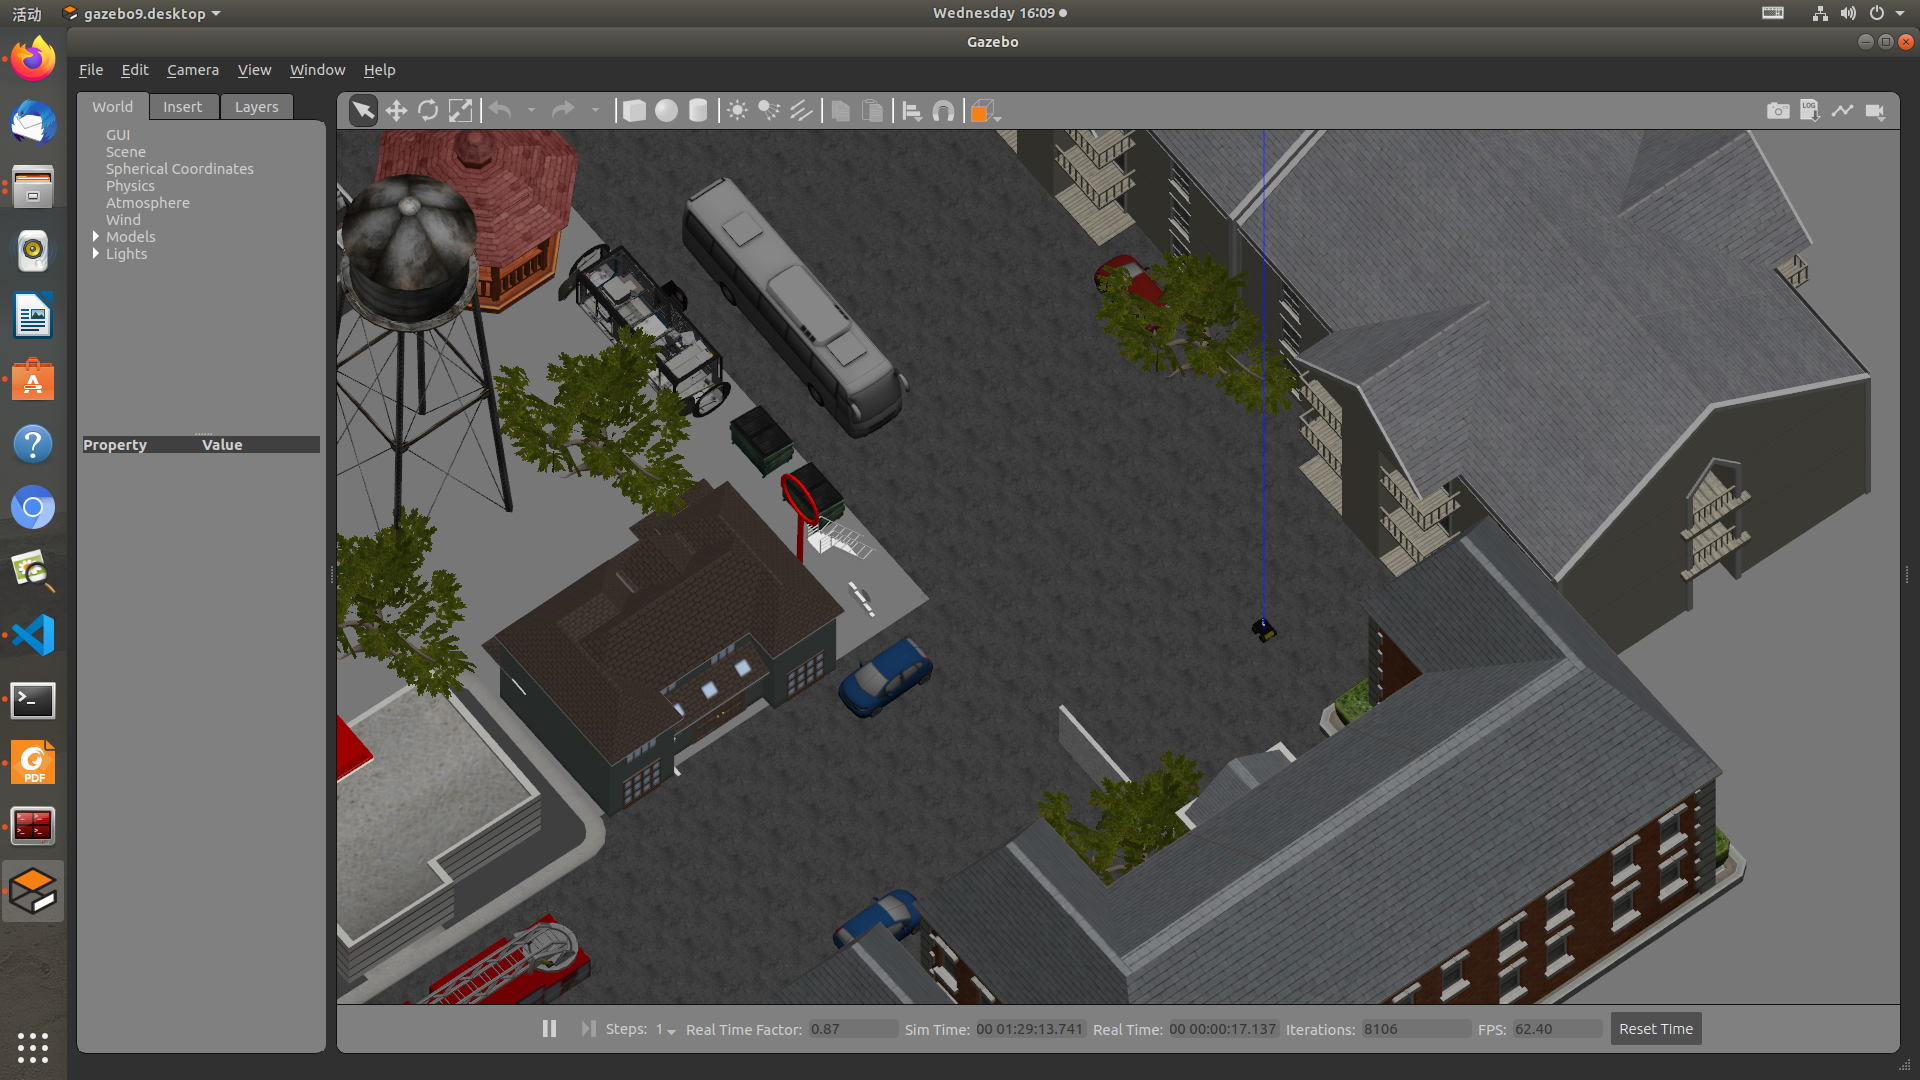 活动
gazebo9.desktop
Wednesday 16:09
Gazebo
File Edit Camera View Window Help
World Insert Layers
LOG
GUI
Scene
Spherical Coordinates
Physics
Atmosphere
Wind
Models
Lights
Property Value
PDF
Steps: 1 Real Time Factor: 0.87 Sim Time: 00 01:29:13.741 Real Time: 00 00:00:17.137 Iterations: 8106 FPS: 62.40 Reset Time